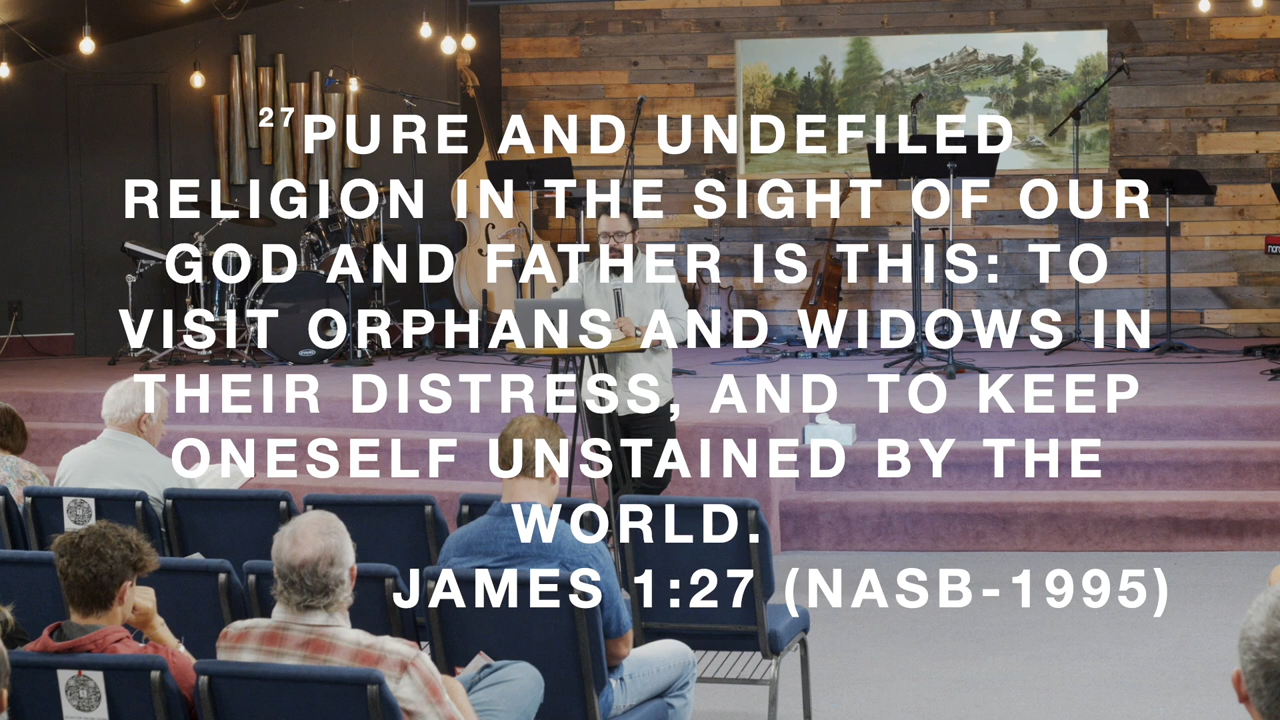 27PURE AND UNDEFILED
RELIGION IN THE SIGHT OF OUR
GOD AND FATHER IS THIS: TO
VISIT ORPHANS AND WIDOWS IN
THEIR DISTRESS, AND TO KEEP
ONESELF UNSTAINED BY THE
WORLD.
JAMES 1:27 (NASB-1995)